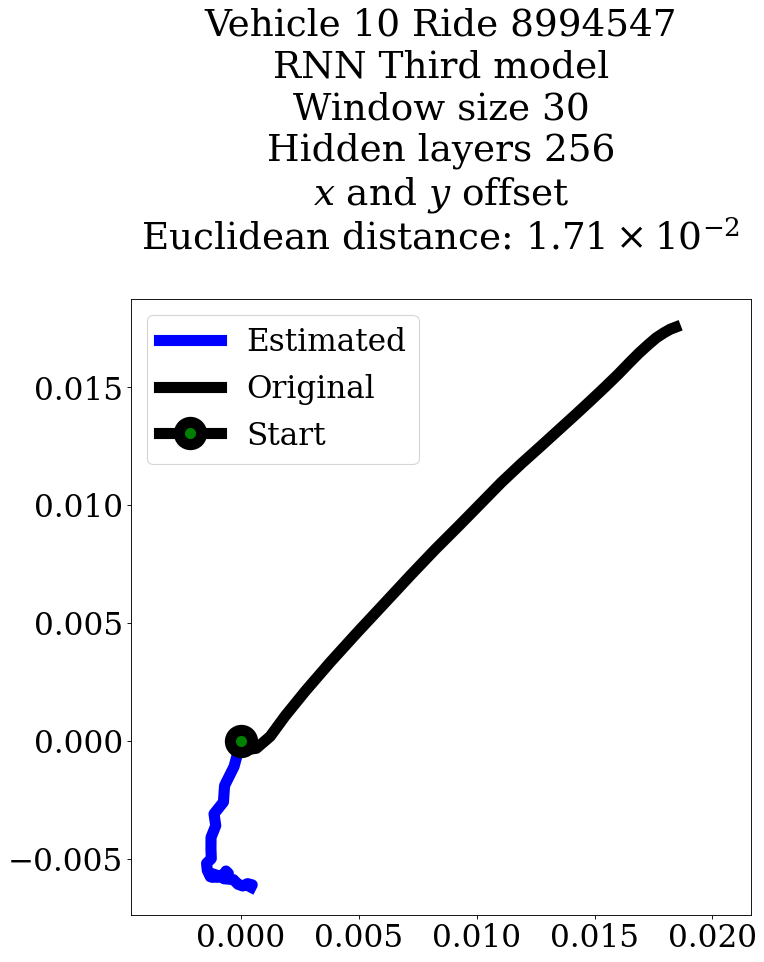 Vehicle 10 Ride 8994547
RNN Third model
Window size 30
Hidden layers 256
x and y offset
Euclidean distance: 1.71 × 10⁻²
Estimated
Original
Start
0.015
0.010
0.005
0.000
−0.005
0.000 0.005 0.010 0.015 0.020